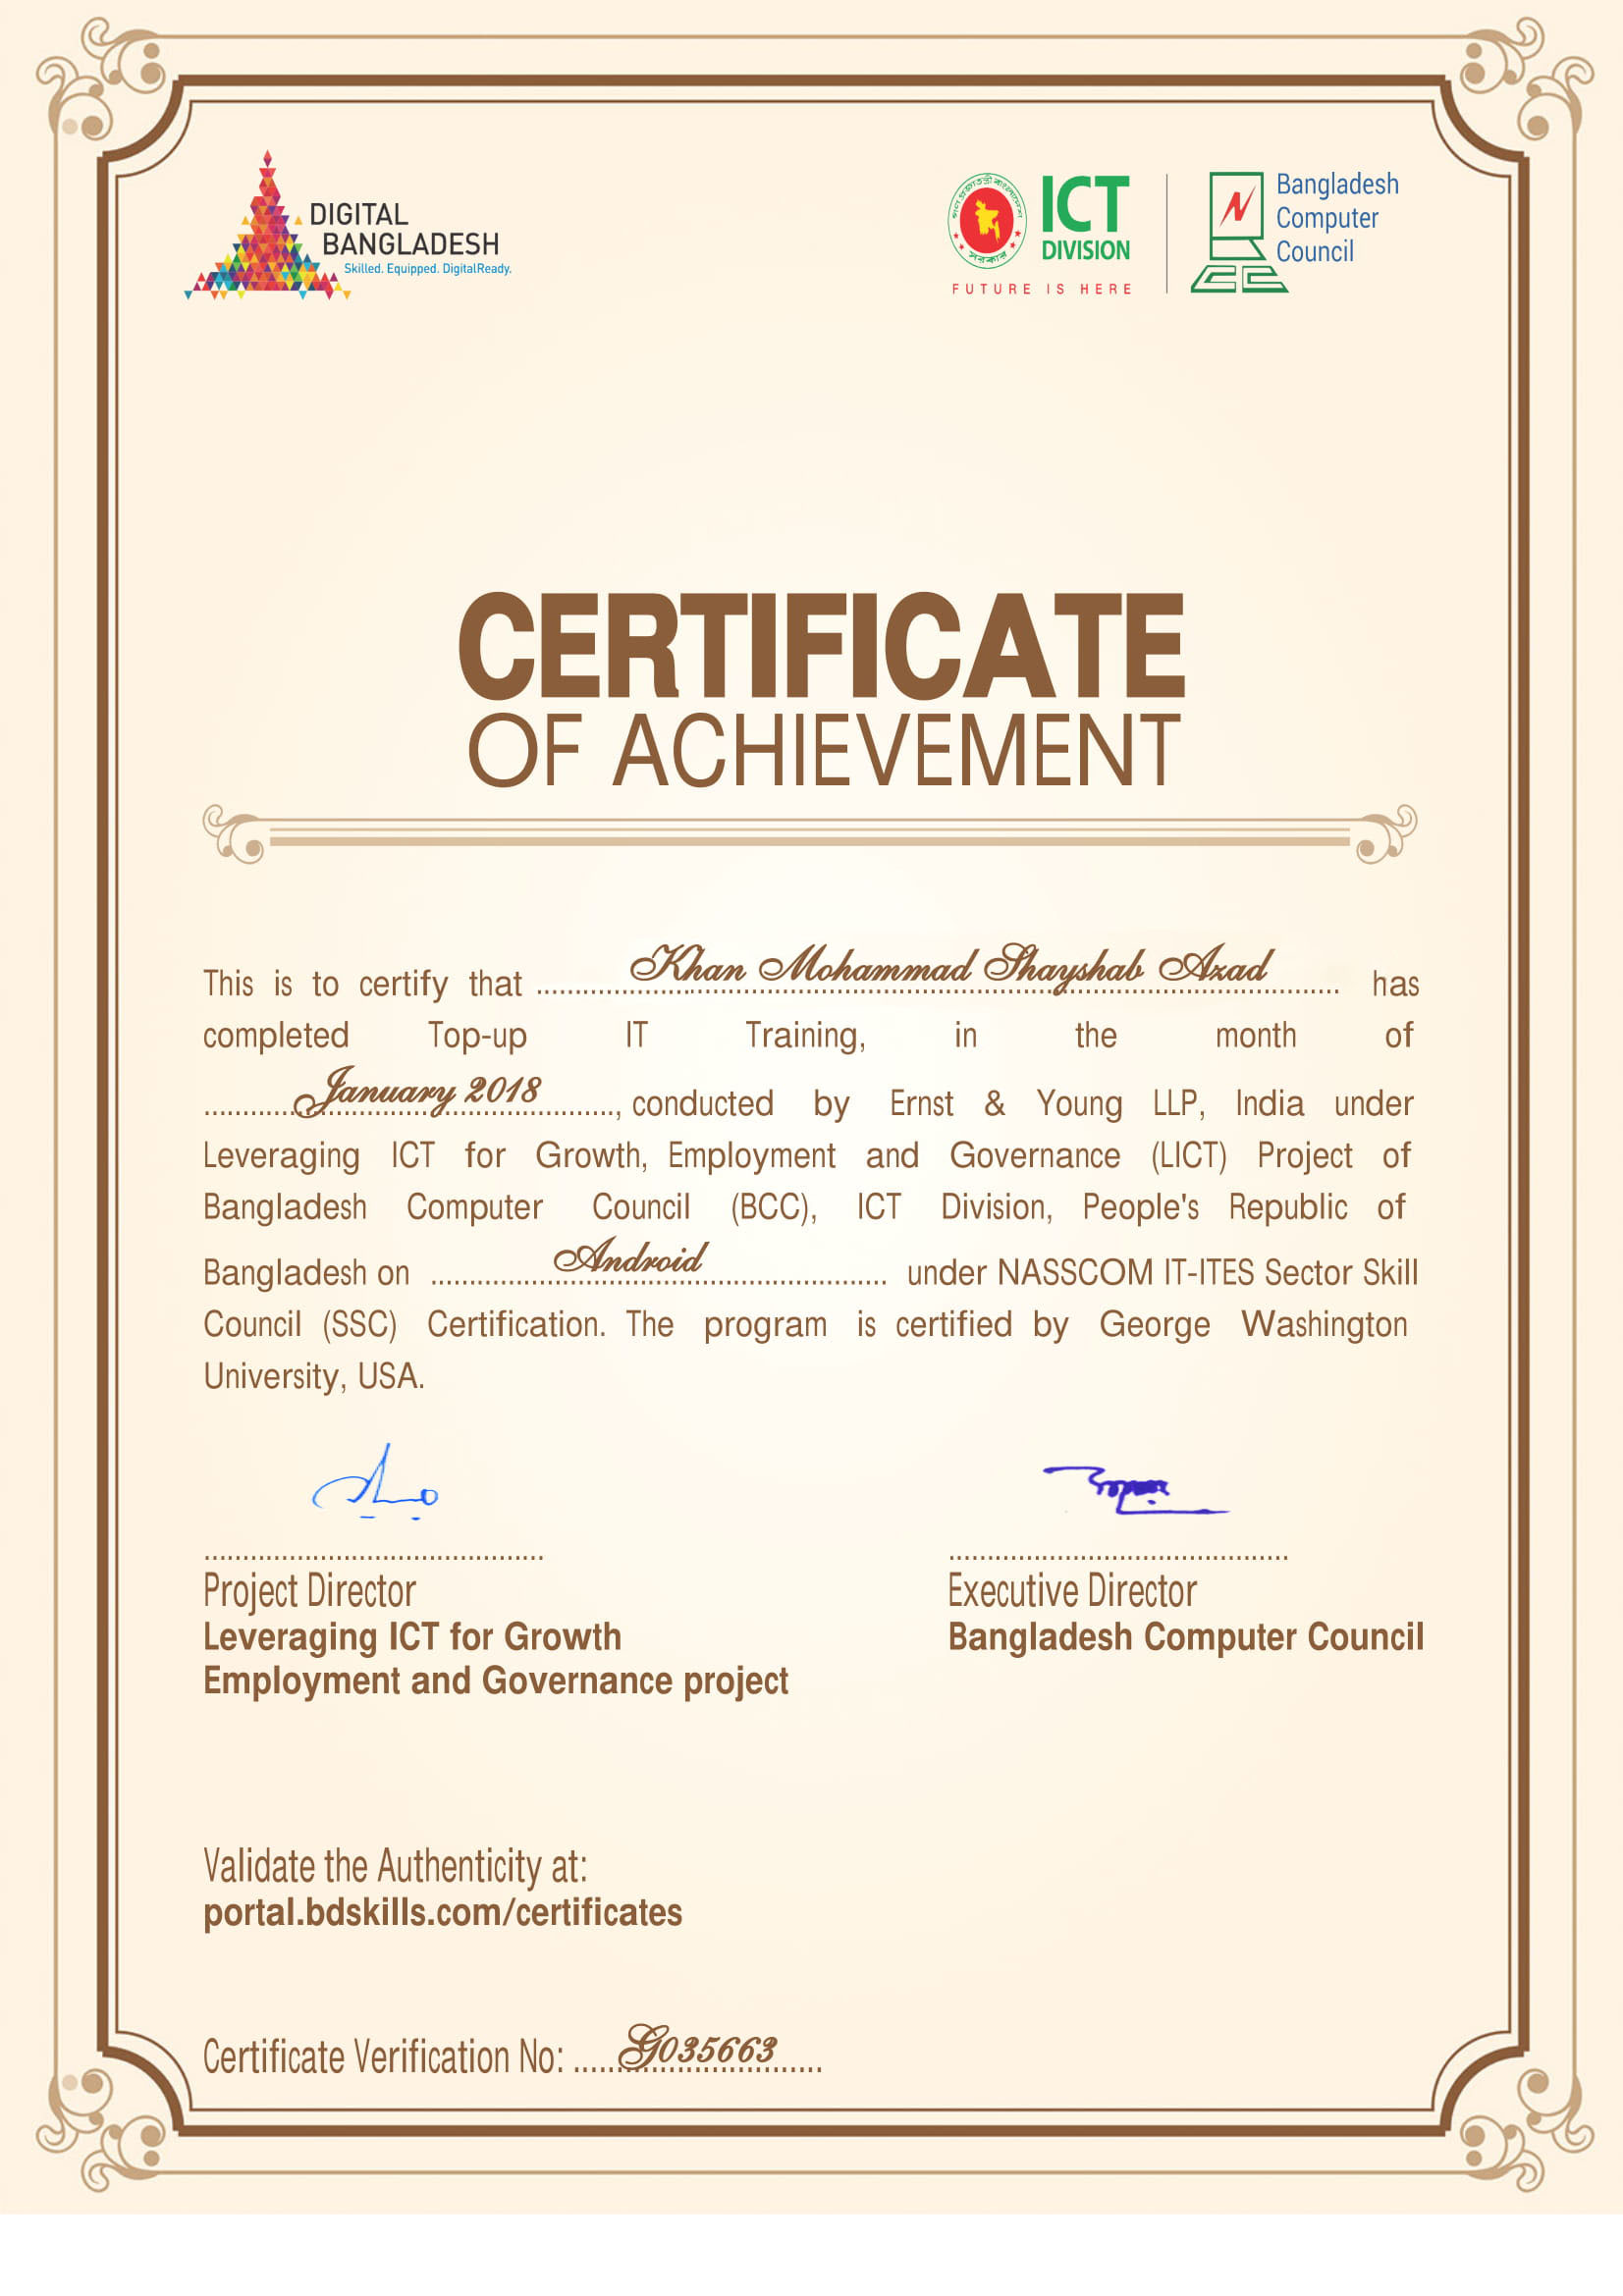 DIGITAL
BANGLADESH
Skilled. Equipped. DigitalReady.
গণপ্রজাতন্ত্রী বাংলাদেশ
সরকার
ICT
DIVISION
FUTURE IS HERE
Bangladesh
Computer
Council
CERTIFICATE
OF ACHIEVEMENT
This is to certify that Khan Mohammad Shayshab Azad has
completed Top-up IT Training, in the month of
January 2018, conducted by Ernst & Young LLP, India under
Leveraging ICT for Growth, Employment and Governance (LICT) Project of
Bangladesh Computer Council (BCC), ICT Division, People's Republic of
Bangladesh on Android under NASSCOM IT-ITES Sector Skill
Council (SSC) Certification. The program is certified by George Washington
University, USA.
Project Director
Leveraging ICT for Growth
Employment and Governance project
Executive Director
Bangladesh Computer Council
Validate the Authenticity at:
portal.bdskills.com/certificates
Certificate Verification No: G035663